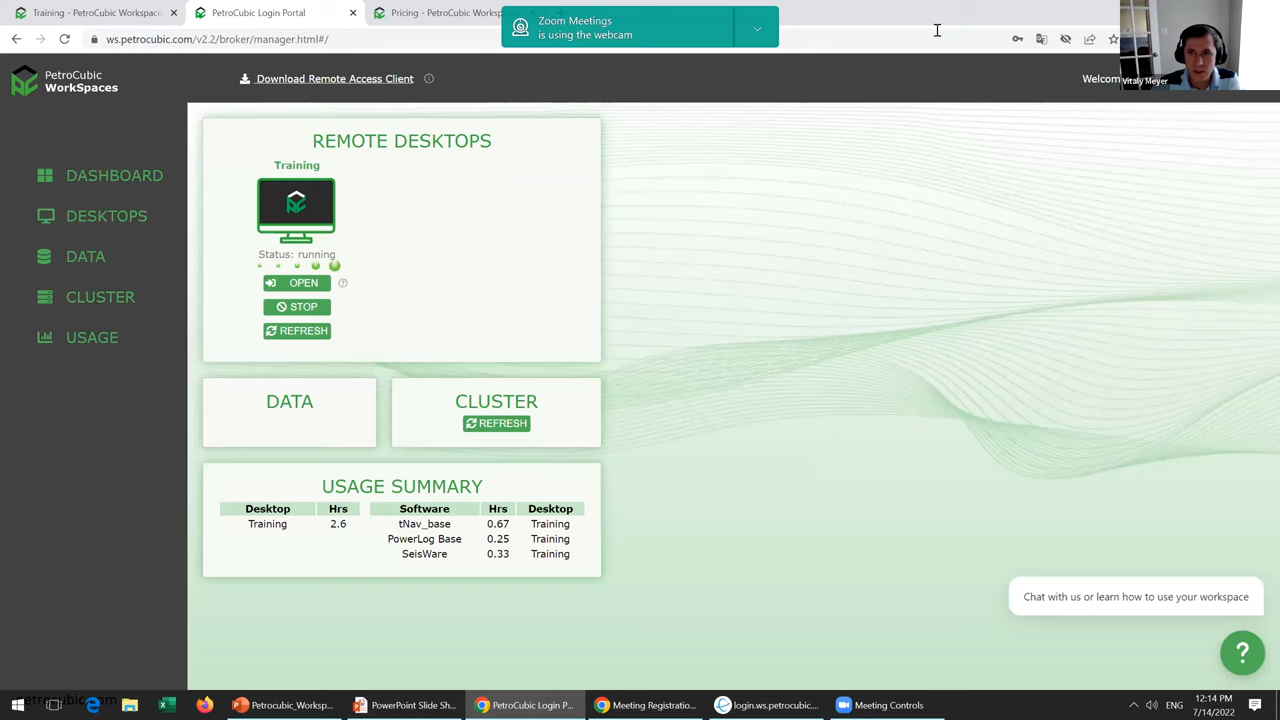 Training - PetroCubic Workspac
PetroCubic Login Portal
Pricing - PetroCubic Worksp
Zoom Meetings
is using the webcam
ws.petrocubic.com/v2.2/broker/manager.html#/
Vitaly Meyer
PetroCubic
WorkSpaces
Download Remote Access Client
Welcom
DASHBOARD
DESKTOPS
DATA
CLUSTER
USAGE
REMOTE DESKTOPS
Training
Status: running
OPEN
STOP
REFRESH
DATA
CLUSTER
REFRESH
USAGE SUMMARY
Desktop Hrs Software Hrs Desktop
Training 2.6 tNav_base 0.67 Training
PowerLog Base 0.25 Training
SeisWare 0.33 Training
Chat with us or learn how to use your workspace
?
petrocubic.com
Petrocubic_Worksp...
PowerPoint Slide Sh...
PetroCubic Login P...
Meeting Registratio...
login.ws.petrocubic....
Meeting Controls
ENG
12:14 PM
7/14/2022